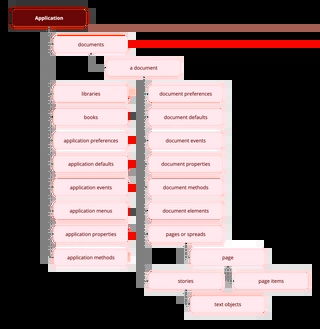 Application
documents
a document
libraries
document preferences
books
document defaults
application preferences
document events
application defaults
document properties
application events
document methods
application menus
document elements
application properties
pages or spreads
application methods
page
stories
page items
text objects